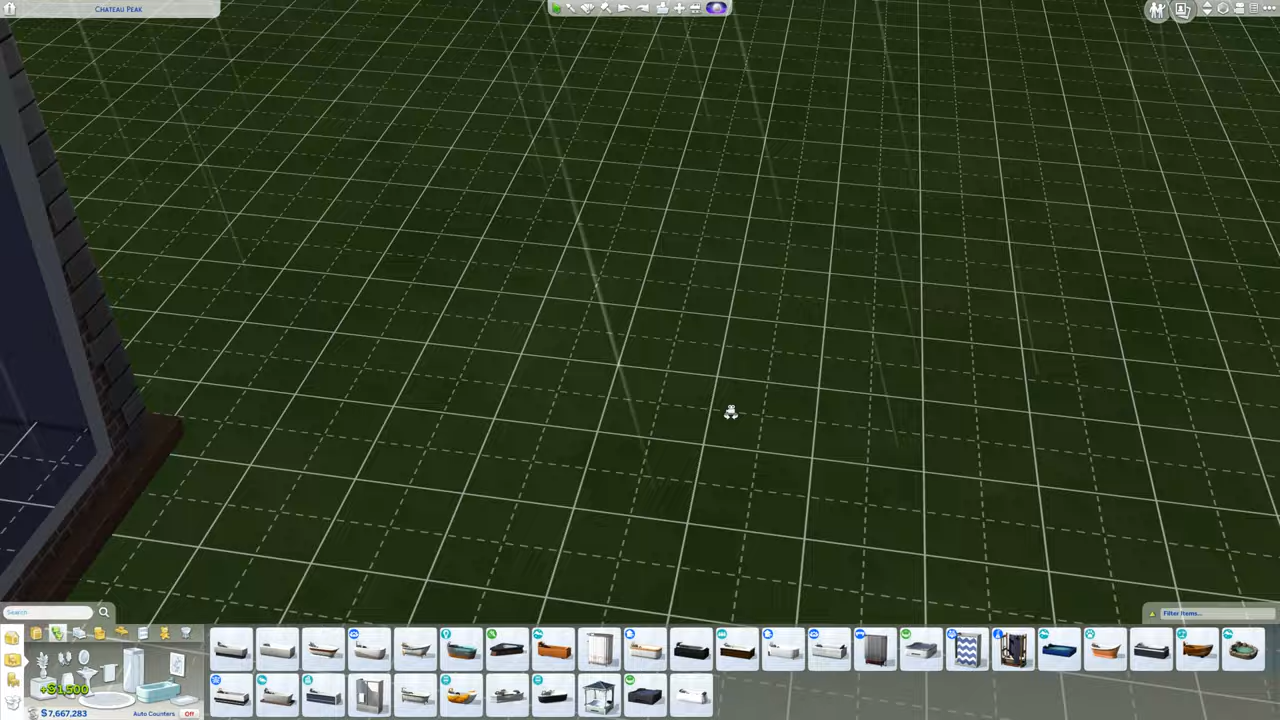 CHATEAU PEAK
Search
Filter Items...
+$1,500
$7,667,283
Auto Counters
Off